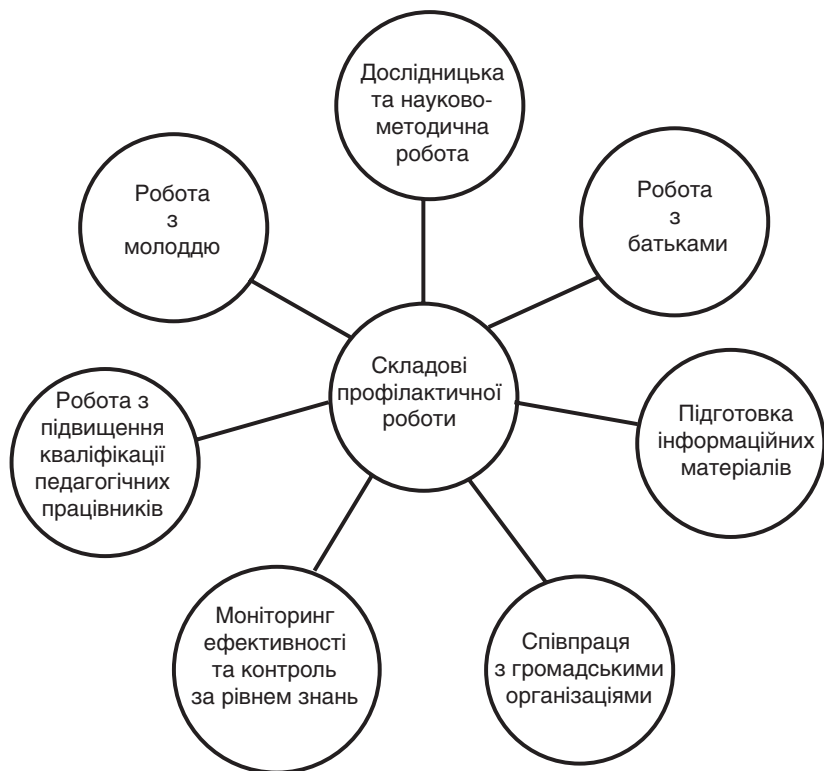 Дослідницька
та науково-
методична
робота
Робота
з
молоддю
Робота
з
батьками
Складові
профілактичної
роботи
Робота з
підвищення
кваліфікації
педагогічних
працівників
Підготовка
інформаційних
матеріалів
Моніторинг
ефективності
та контроль
за рівнем знань
Співпраця
з громадськими
організаціями